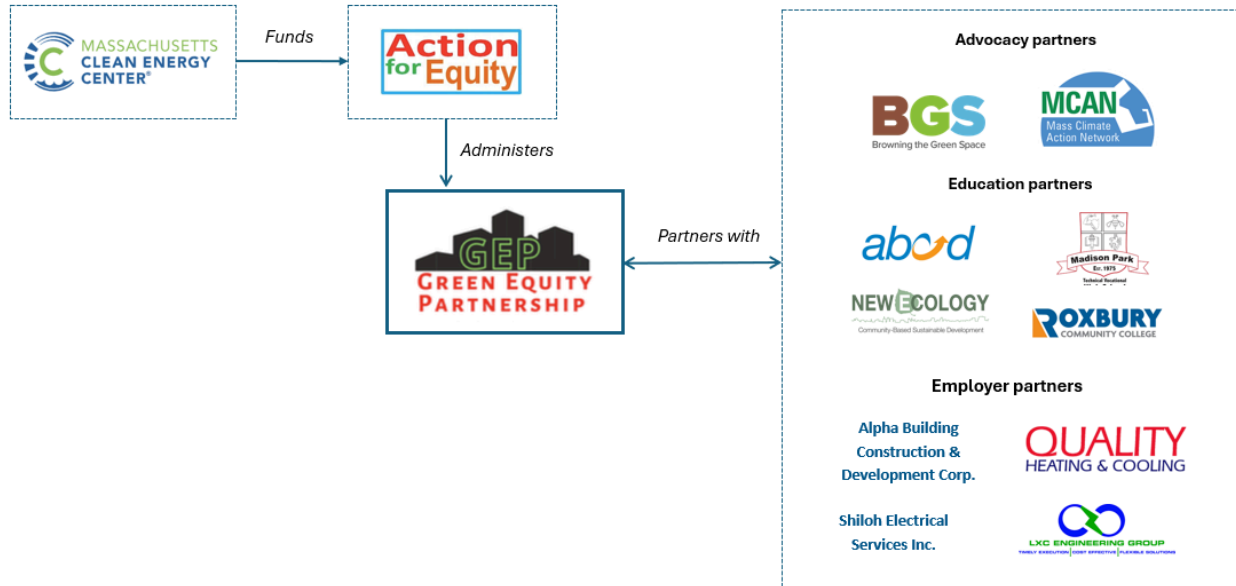 MASSACHUSETTS
CLEAN ENERGY
CENTER®
Funds
Action
for Equity
Administers
GEP
GREEN EQUITY
PARTNERSHIP
Partners with
Advocacy partners
BGS
Browning the Green Space
MCAN
Mass Climate
Action Network
Education partners
abcd
Madison Park
Est. 1975
Technical Vocational
NEW ECOLOGY
Community-Based Sustainable Development
ROXBURY
COMMUNITY COLLEGE
Employer partners
Alpha Building
Construction &
Development Corp.
QUALITY
HEATING & COOLING
Shiloh Electrical
Services Inc.
LXC ENGINEERING GROUP
TIMELY EXECUTION | COST EFFECTIVE | FLEXIBLE SOLUTIONS